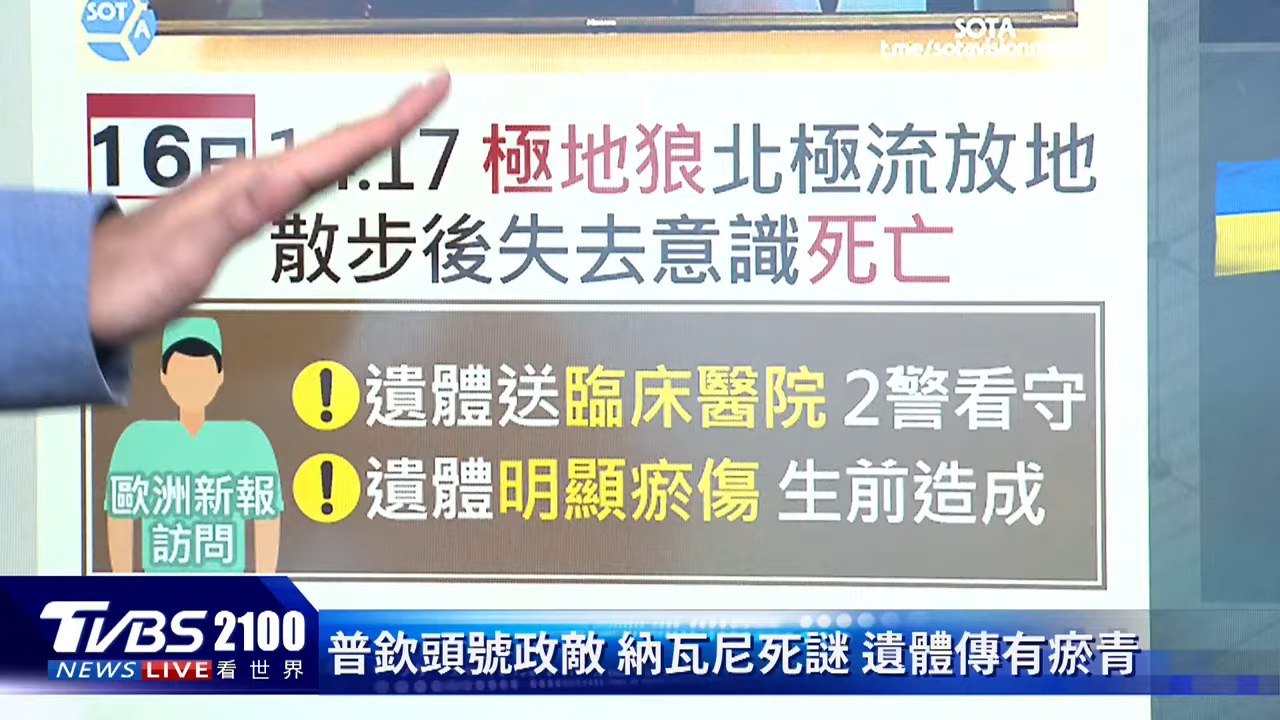 SOT A
SOTA
t.me/sotavisionm
16日 17 極地狼北極流放地
散步後失去意識死亡
! 遺體送臨床醫院 2警看守
! 遺體明顯瘀傷 生前造成
歐洲新報
訪問
TVBS 2100
NEWS LIVE 看世界
普欽頭號政敵 納瓦尼死謎 遺體傳有瘀青